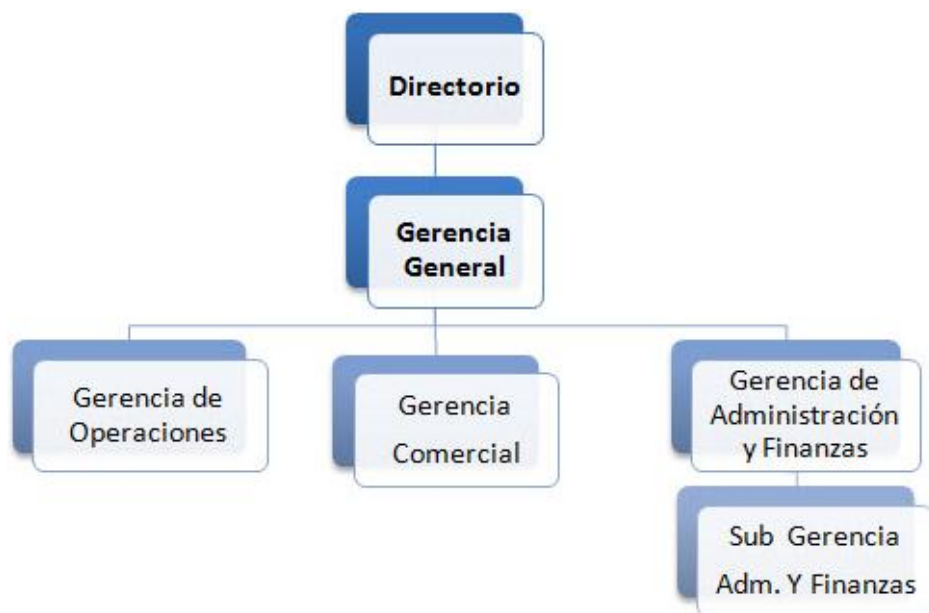 Directorio
Gerencia
General
Gerencia de
Operaciones
Gerencia
Comercial
Gerencia de
Administración
y Finanzas
Sub Gerencia
Adm. Y Finanzas